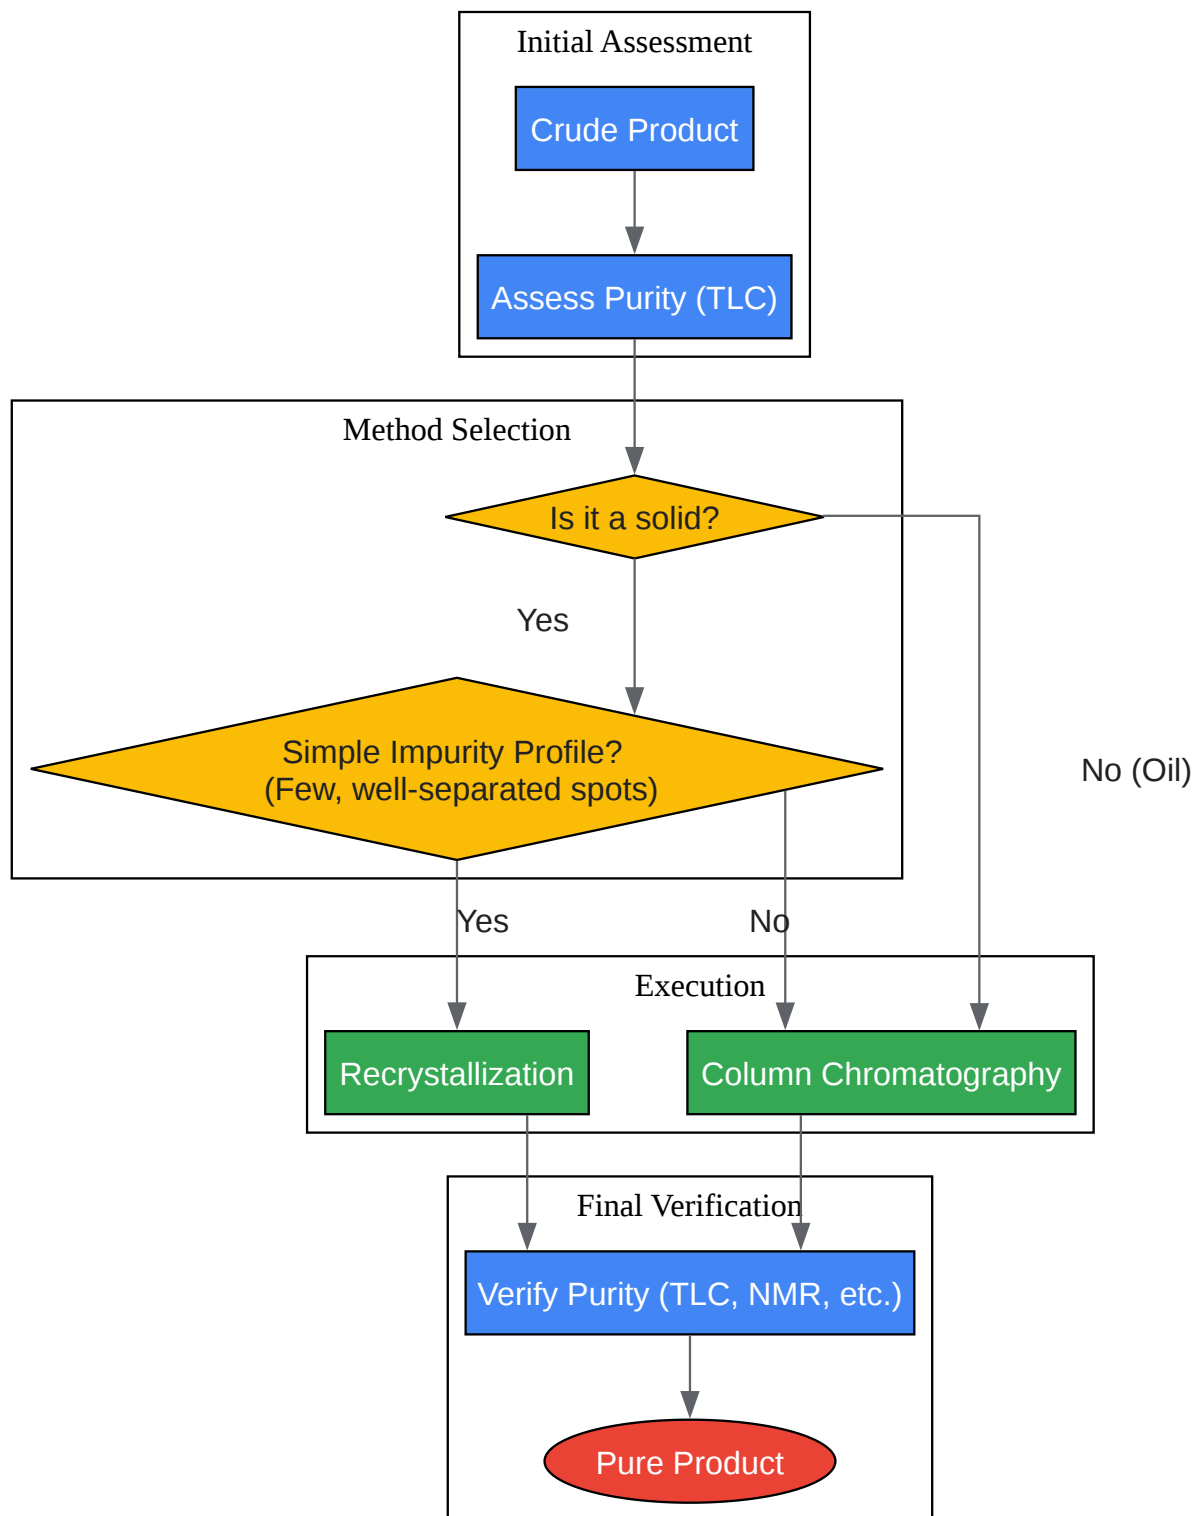 Initial Assessment
Crude Product
Assess Purity (TLC)
Method Selection
Is it a solid?
Yes
Simple Impurity Profile?
(Few, well-separated spots)
No (Oil)
Yes
No
Execution
Recrystallization
Column Chromatography
Final Verification
Verify Purity (TLC, NMR, etc.)
Pure Product